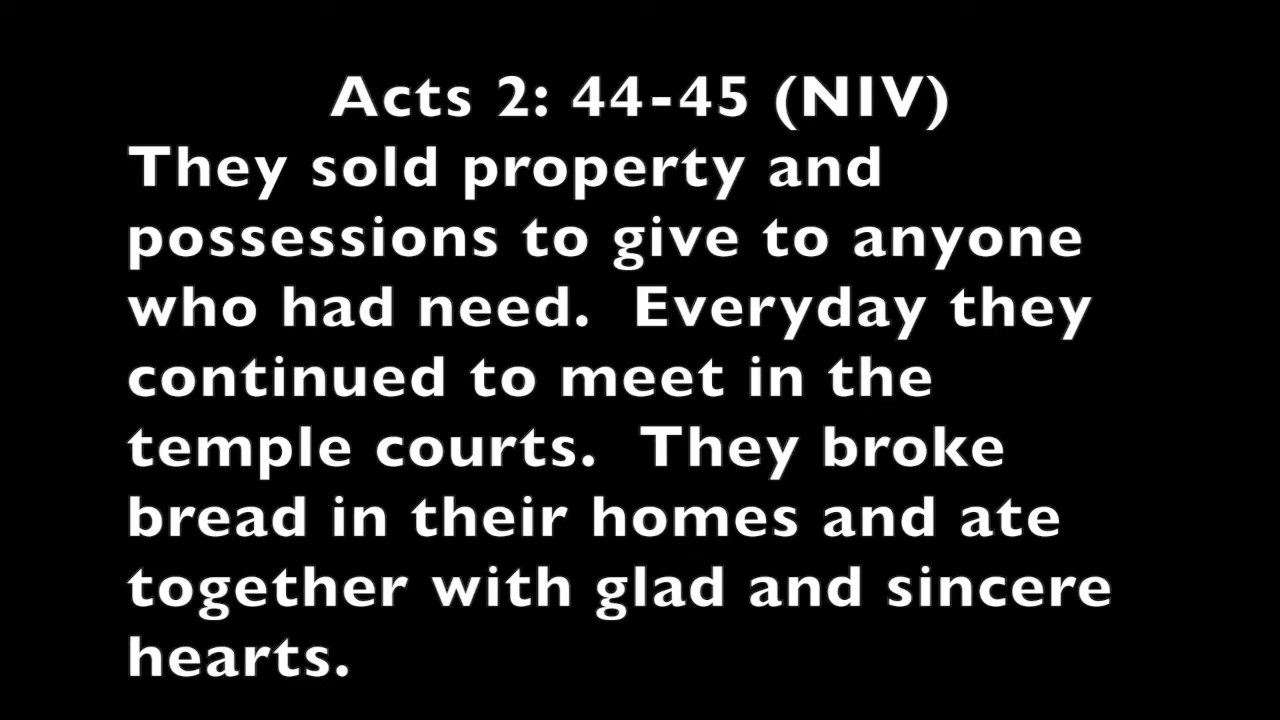 Acts 2: 44-45 (NIV)
They sold property and
possessions to give to anyone
who had need.  Everyday they
continued to meet in the
temple courts.  They broke
bread in their homes and ate
together with glad and sincere
hearts.